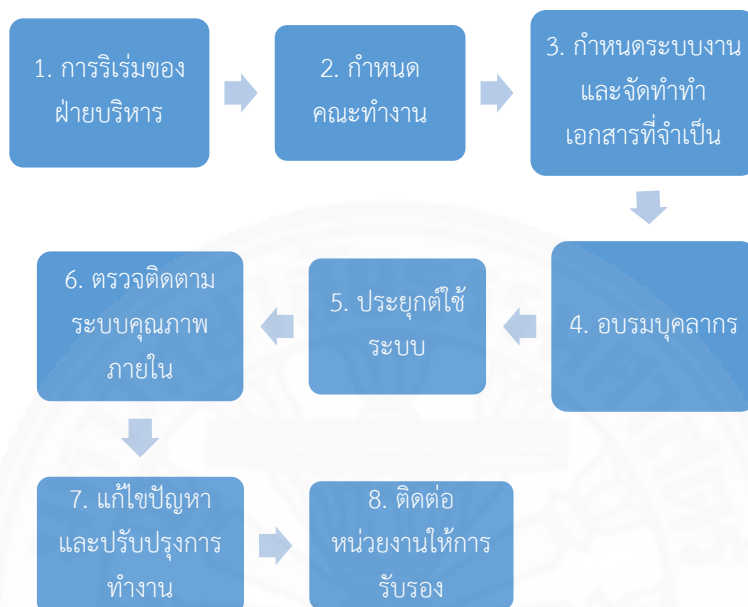 1. การริเร่มของ
ฝ่ายบริหาร
2. กำหนด
คณะทำงาน
3. กำหนดระบบงาน
และจัดทำทำ
เอกสารที่จำเป็น
4. อบรมบุคลากร
5. ประยุกต์ใช้
ระบบ
6. ตรวจติดตาม
ระบบคุณภาพ
ภายใน
7. แก้ไขปัญหา
และปรับปรุงการ
ทำงาน
8. ติดต่อ
หน่วยงานให้การ
รับรอง